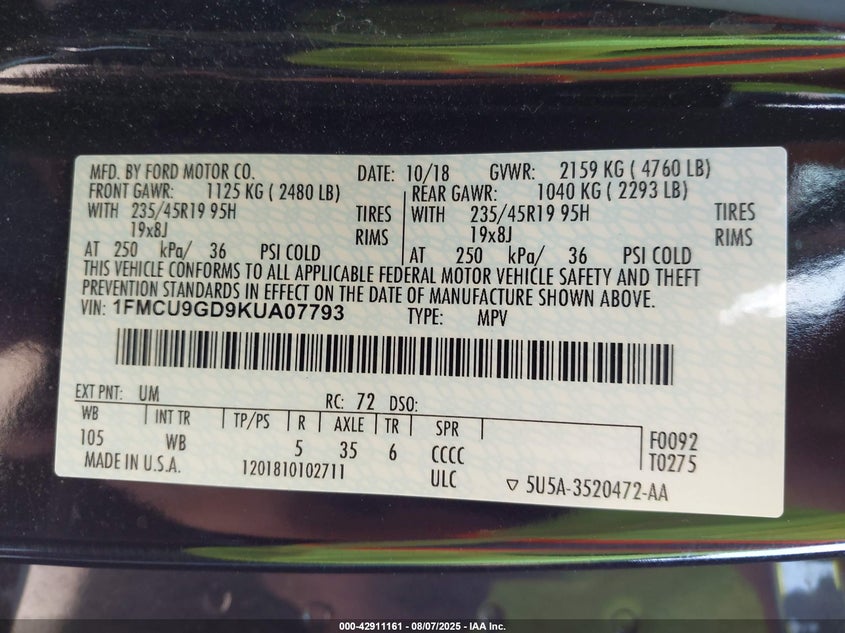 MFD. BY FORD MOTOR CO. DATE: 10/18 GVWR: 2159 KG ( 4760 LB)
FRONT GAWR: 1125 KG ( 2480 LB) REAR GAWR: 1040 KG ( 2293 LB)
WITH 235/45R19 95H TIRES WITH 235/45R19 95H TIRES
19x8J RIMS 19x8J RIMS
AT 250 kPa/ 36 PSI COLD AT 250 kPa/ 36 PSI COLD
THIS VEHICLE CONFORMS TO ALL APPLICABLE FEDERAL MOTOR VEHICLE SAFETY AND THEFT
PREVENTION STANDARDS IN EFFECT ON THE DATE OF MANUFACTURE SHOWN ABOVE.
VIN: 1FMCU9GD9KUA07793 TYPE: MPV
EXT PNT: UM RC: 72 DSO:
WB INT TR TP/PS R AXLE TR SPR
105 WB 5 35 6 CCCC F0092
MADE IN U.S.A. 1201810102711 ULC T0275
▽ 5U5A-3520472-AA
000-42911161 - 08/07/2025 - IAA Inc.